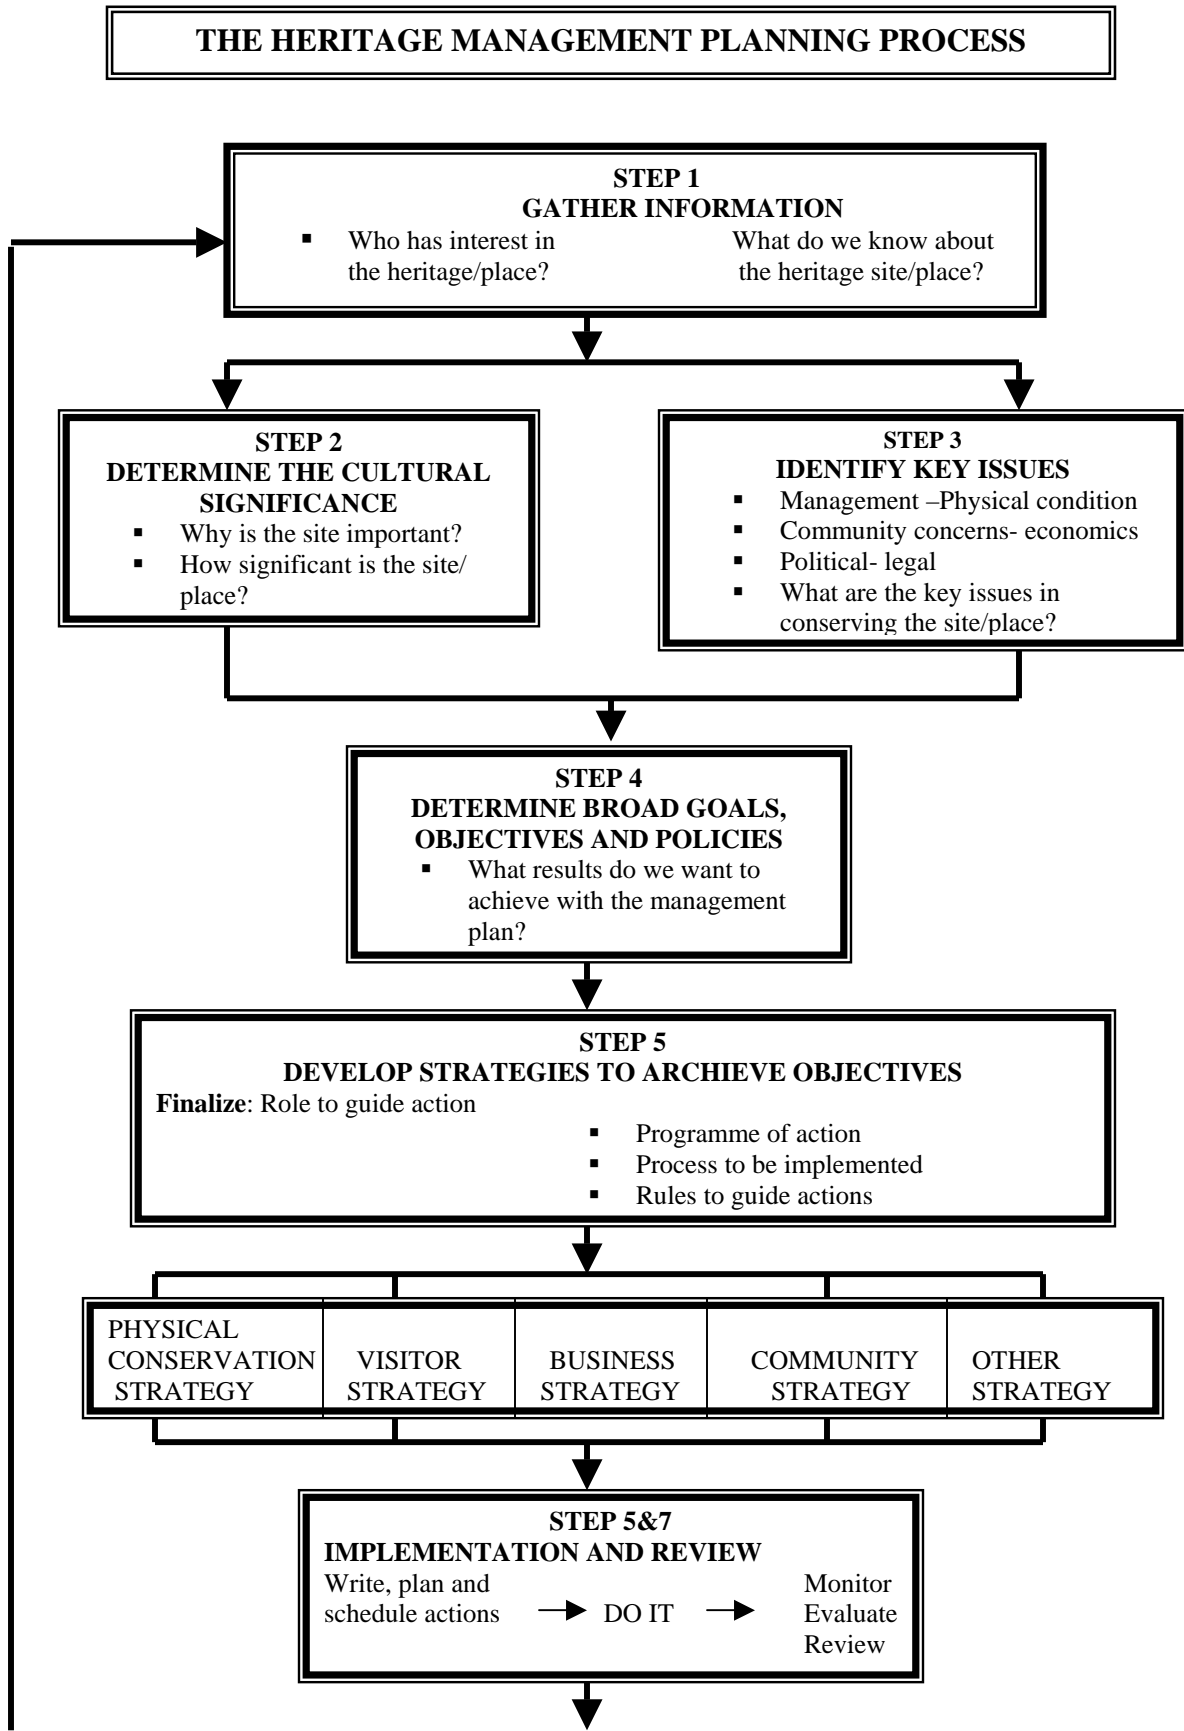 THE HERITAGE MANAGEMENT PLANNING PROCESS
STEP 1
GATHER INFORMATION
▪ Who has interest in
the heritage/place?
What do we know about
the heritage site/place?
STEP 2
DETERMINE THE CULTURAL
SIGNIFICANCE
▪ Why is the site important?
▪ How significant is the site/
place?
STEP 3
IDENTIFY KEY ISSUES
▪ Management –Physical condition
▪ Community concerns- economics
▪ Political- legal
▪ What are the key issues in
conserving the site/place?
STEP 4
DETERMINE BROAD GOALS,
OBJECTIVES AND POLICIES
▪ What results do we want to
achieve with the management
plan?
STEP 5
DEVELOP STRATEGIES TO ARCHIEVE OBJECTIVES
Finalize: Role to guide action
▪ Programme of action
▪ Process to be implemented
▪ Rules to guide actions
PHYSICAL
CONSERVATION
STRATEGY
VISITOR
STRATEGY
BUSINESS
STRATEGY
COMMUNITY
STRATEGY
OTHER
STRATEGY
STEP 5&7
IMPLEMENTATION AND REVIEW
Write, plan and
schedule actions
DO IT
Monitor
Evaluate
Review